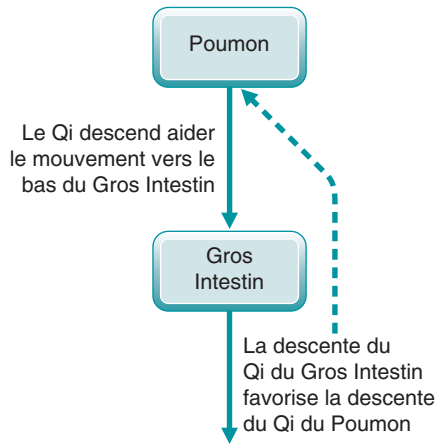 Poumon
Le Qi descend aider
le mouvement vers le
bas du Gros Intestin
Gros
Intestin
La descente du
Qi du Gros Intestin
favorise la descente
du Qi du Poumon